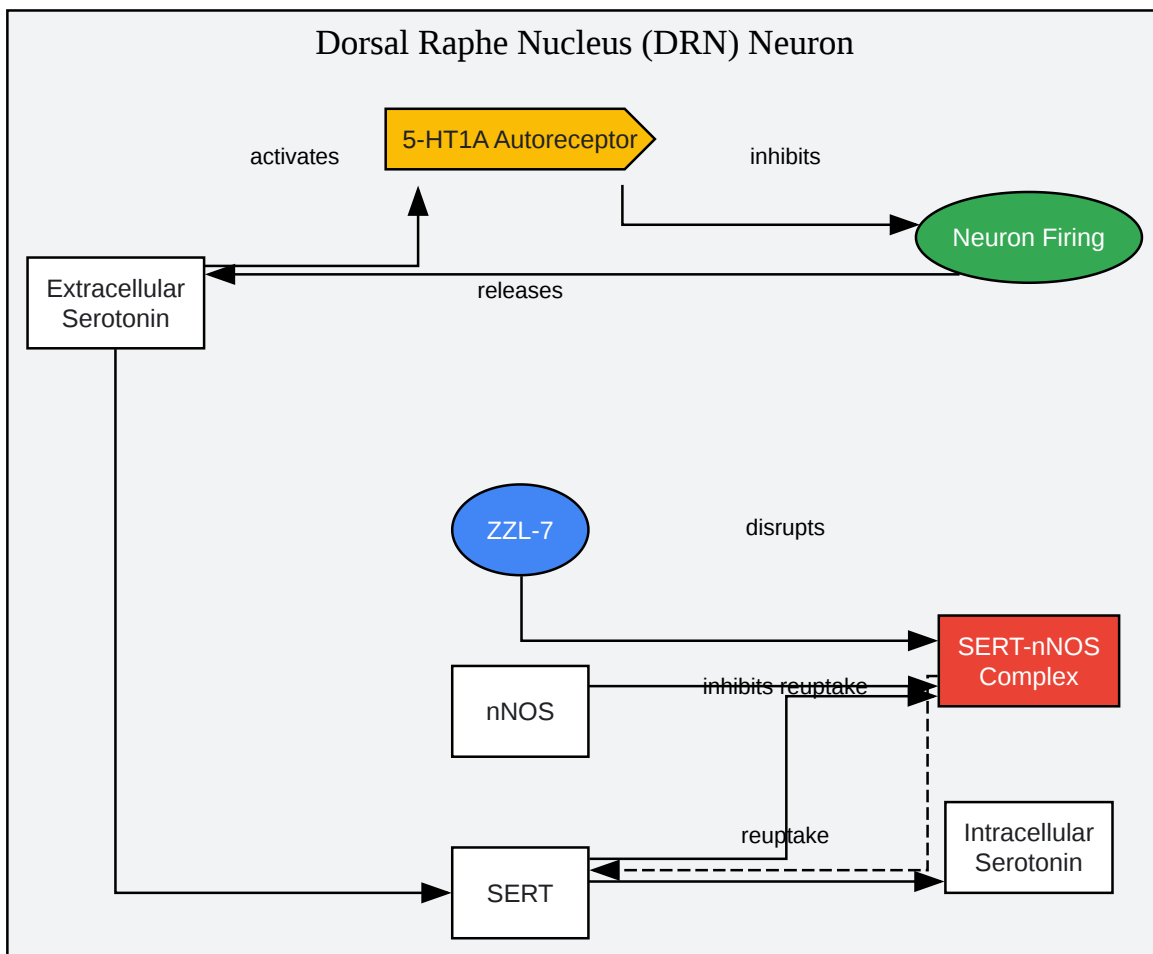 Dorsal Raphe Nucleus (DRN) Neuron
5-HT1A Autoreceptor
activates
inhibits
Neuron Firing
Extracellular
Serotonin
releases
ZZL-7
disrupts
SERT-nNOS
Complex
inhibits reuptake
nNOS
reuptake
Intracellular
Serotonin
SERT